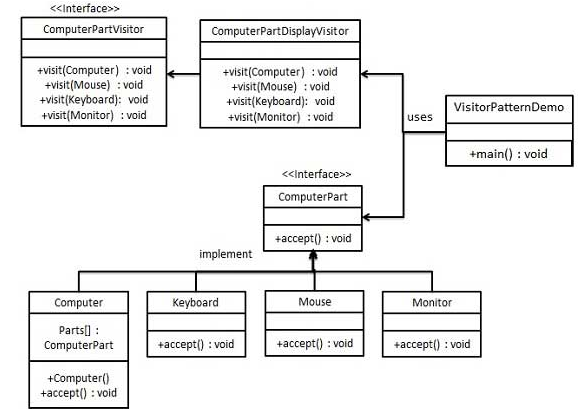 <<Interface>>
ComputerPartVisitor
+visit(Computer) : void
+visit(Mouse) : void
+visit(Keyboard): void
+visit(Monitor) : void
ComputerPartDisplayVisitor
+visit(Computer) : void
+visit(Mouse) : void
+visit(Keyboard): void
+visit(Monitor) : void
uses
VisitorPatternDemo
+main() : void
<<Interface>>
ComputerPart
+accept() : void
implement
Computer
Parts[] :
ComputerPart
+Computer()
+accept() : void
Keyboard
+accept() : void
Mouse
+accept() : void
Monitor
+accept() : void